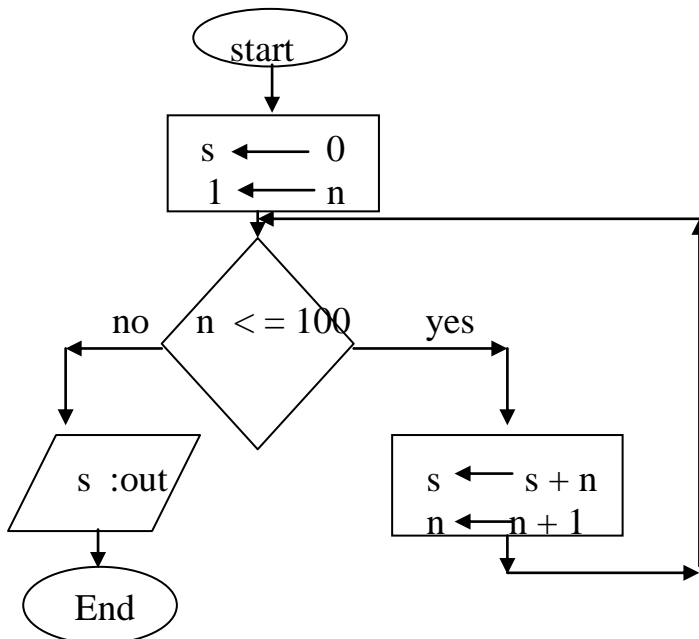 start
s ← 0
1 ← n
no
n < = 100
yes
s :out
s ← s + n
n ← n + 1
End